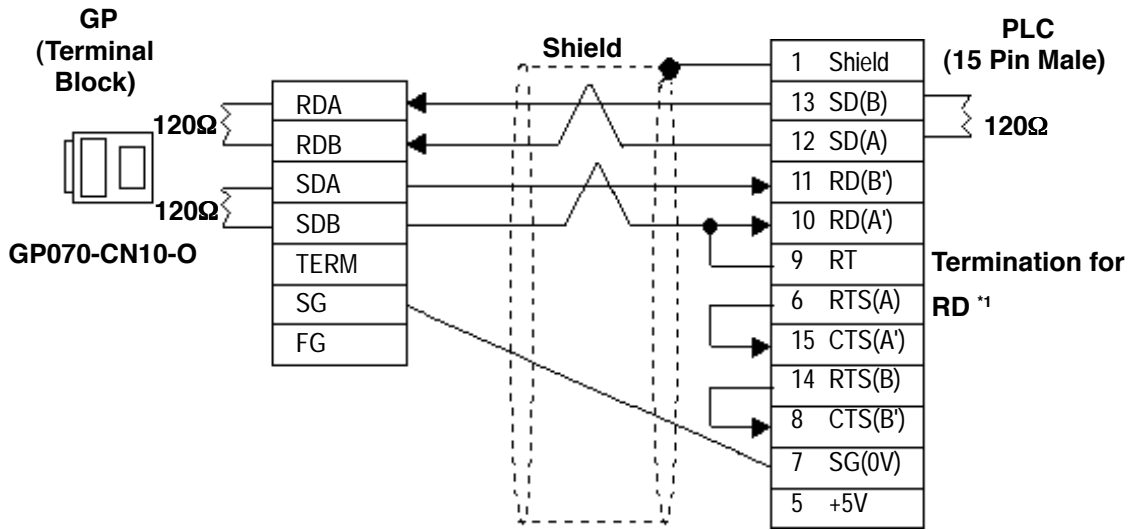 GP
(Terminal
Block)
GP070-CN10-O
120Ω
120Ω
RDA
RDB
SDA
SDB
TERM
SG
FG
Shield
1 Shield
13 SD(B)
12 SD(A)
11 RD(B')
10 RD(A')
9 RT
6 RTS(A)
15 CTS(A')
14 RTS(B)
8 CTS(B')
7 SG(0V)
5 +5V
PLC
(15 Pin Male)
120Ω
Termination for
RD *1